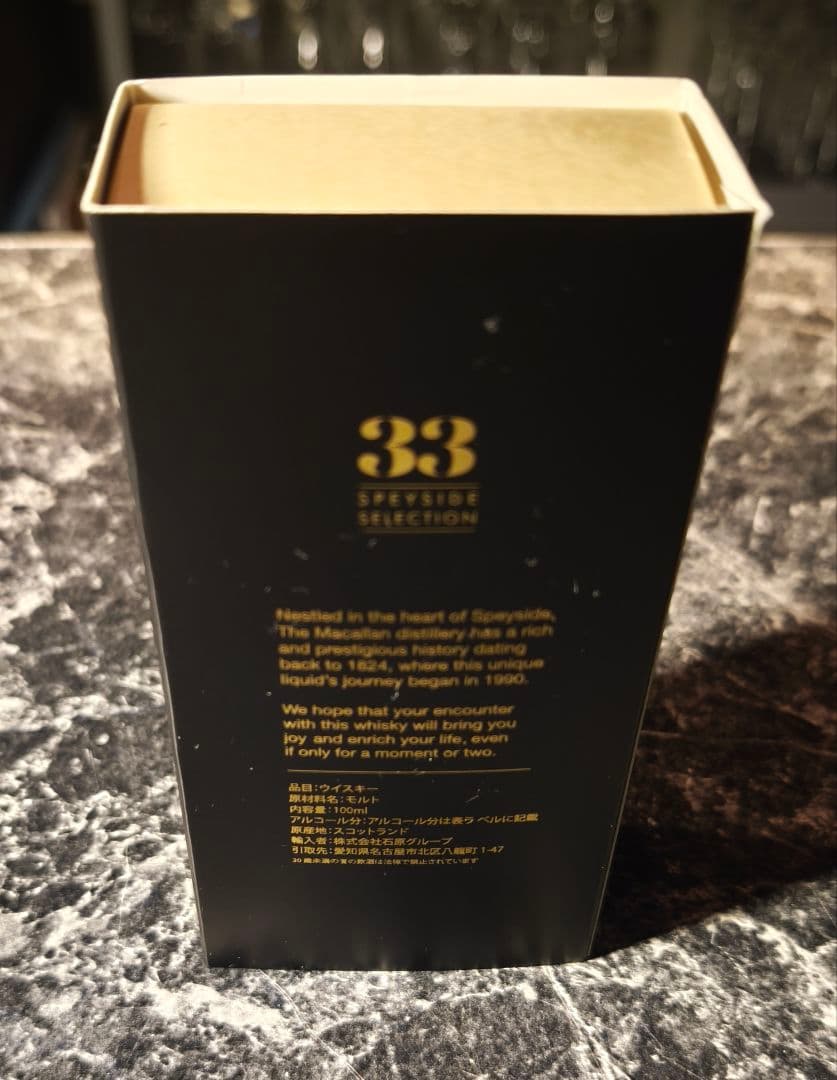 33
SPEYSIDE
SELECTION
Nestled in the heart of Speyside,
The Macallan distillery has a rich
and prestigious history dating
back to 1824, where this unique
liquid's journey began in 1990.
We hope that your encounter
with this whisky will bring you
joy and enrich your life, even
if only for a moment or two.
品目:ウイスキー
原材料名:モルト
内容量:100ml
アルコール分:アルコール分は表ラ ベルに記載
原産地:スコットランド
輸入者:株式会社石原グループ
引取先:愛知県名古屋市北区八龍町 1-47
20 歳未満の者の飲酒は法律で禁止されています